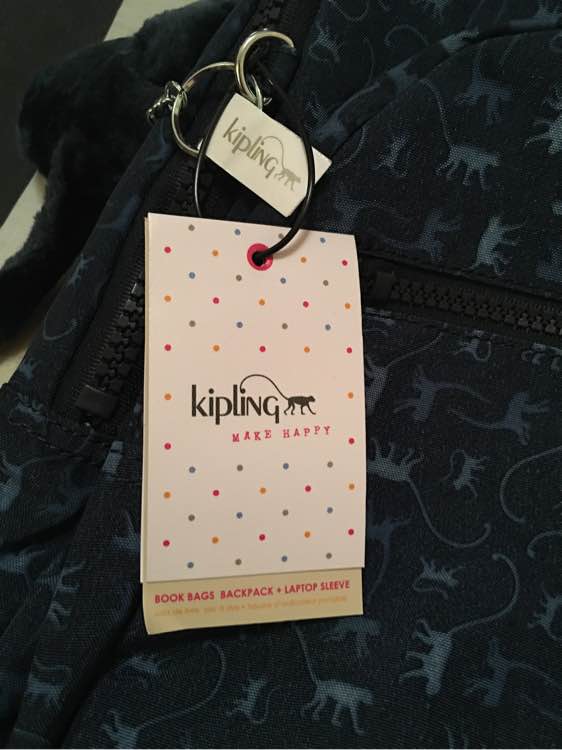 kipling
kipling
MAKE HAPPY
BOOK BAGS BACKPACK + LAPTOP SLEEVE